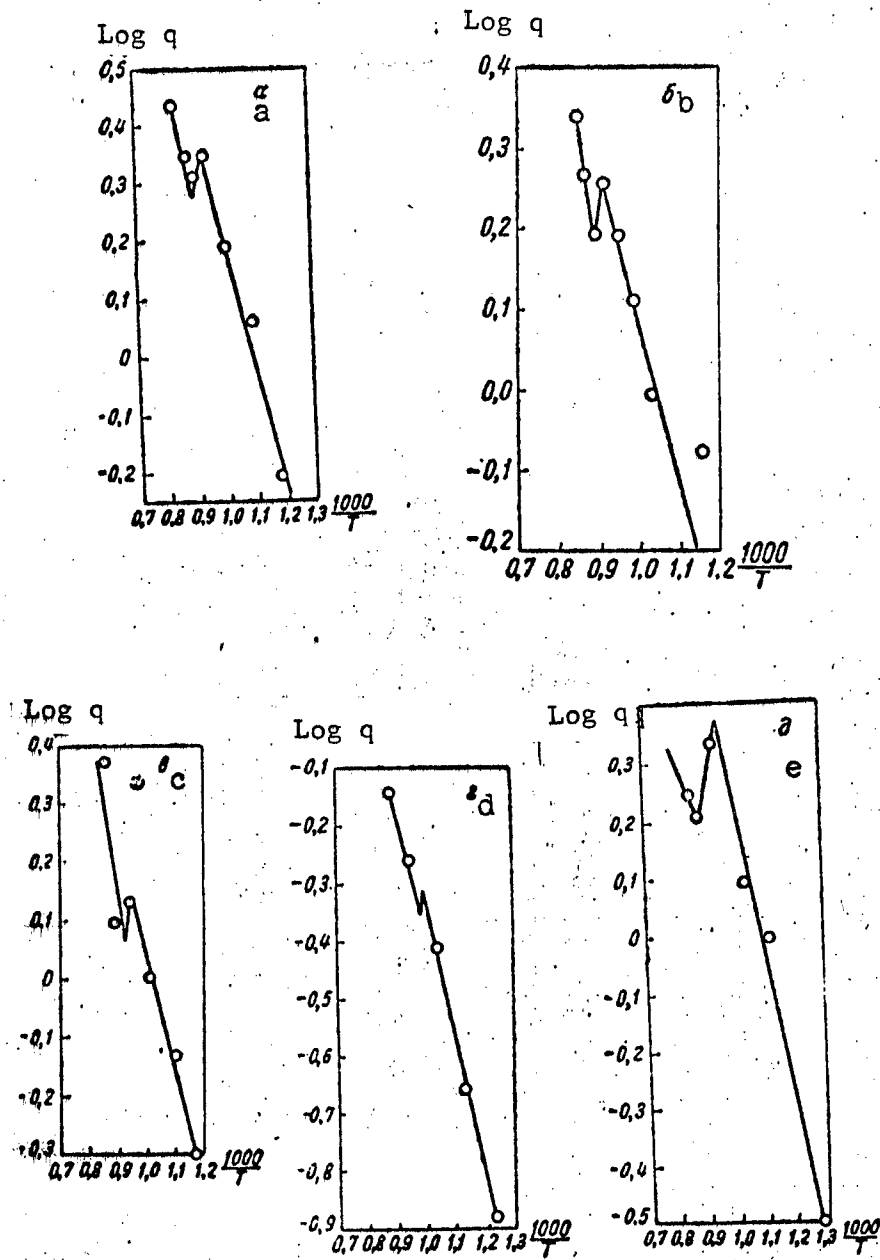 Log q
0,5
0,4
0,3
0,2
0,1
0
-0,1
-0,2
а
a
0,7 0,8 0,9 1,0 1,1 1,2 1,3 1000/T
Log q
0,4
0,3
0,2
0,1
0,0
-0,1
-0,2
б b
0,7 0,8 0,9 1,0 1,1 1,2 1000/T
Log q
0,4
0,3
0,2
0,1
0
-0,1
-0,2
-0,3
в c
0,7 0,8 0,9 1,0 1,1 1,2 1000/T
Log q
-0,1
-0,2
-0,3
-0,4
-0,5
-0,6
-0,7
-0,8
-0,9
г d
0,7 0,8 0,9 1,0 1,1 1,2 1,3 1000/T
Log q
0,3
0,2
0,1
0
-0,1
-0,2
-0,3
-0,4
-0.5
д
e
0,7 0,8 0,9 1,0 1,1 1,2 1,3 1000/T